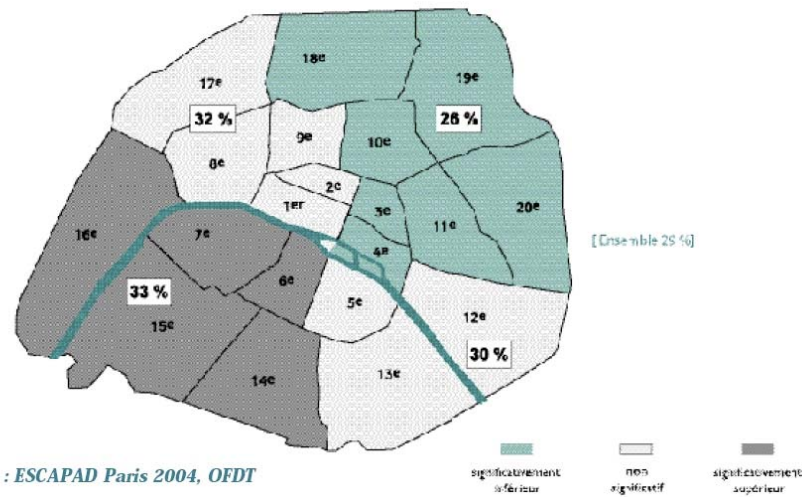 18e
19e
17e
32 %
26 %
9e
10e
8e
2e
1er
3e
20e
11e
16e
7e
4e
[Ensemble 29 %]
6e
33 %
5e
12e
15e
30 %
14e
13e
: ESCAPAD Paris 2004, OFDT
significativement
inférieur
non
significatif
significativement
supérieur